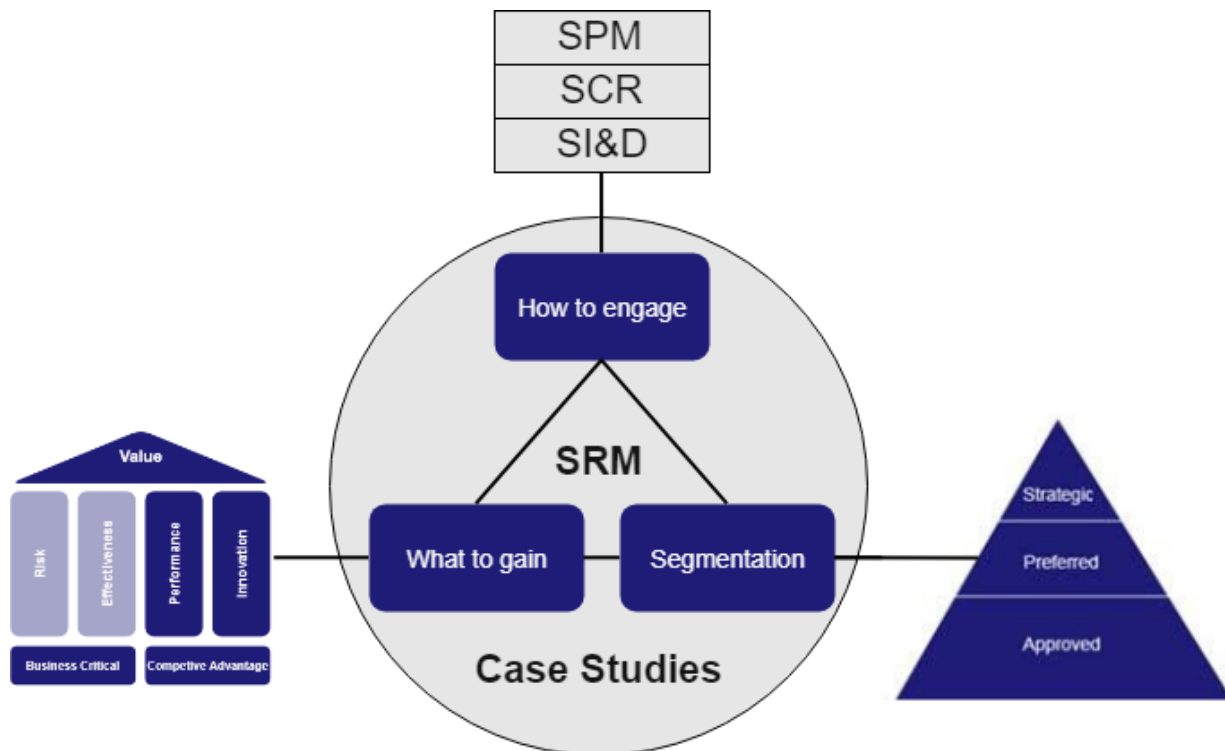 SPM
SCR
SI&D
How to engage
SRM
What to gain
Segmentation
Case Studies
Value
Risk
Effectiveness
Performance
Innovation
Business Critical
Competive Advantage
Strategic
Preferred
Approved